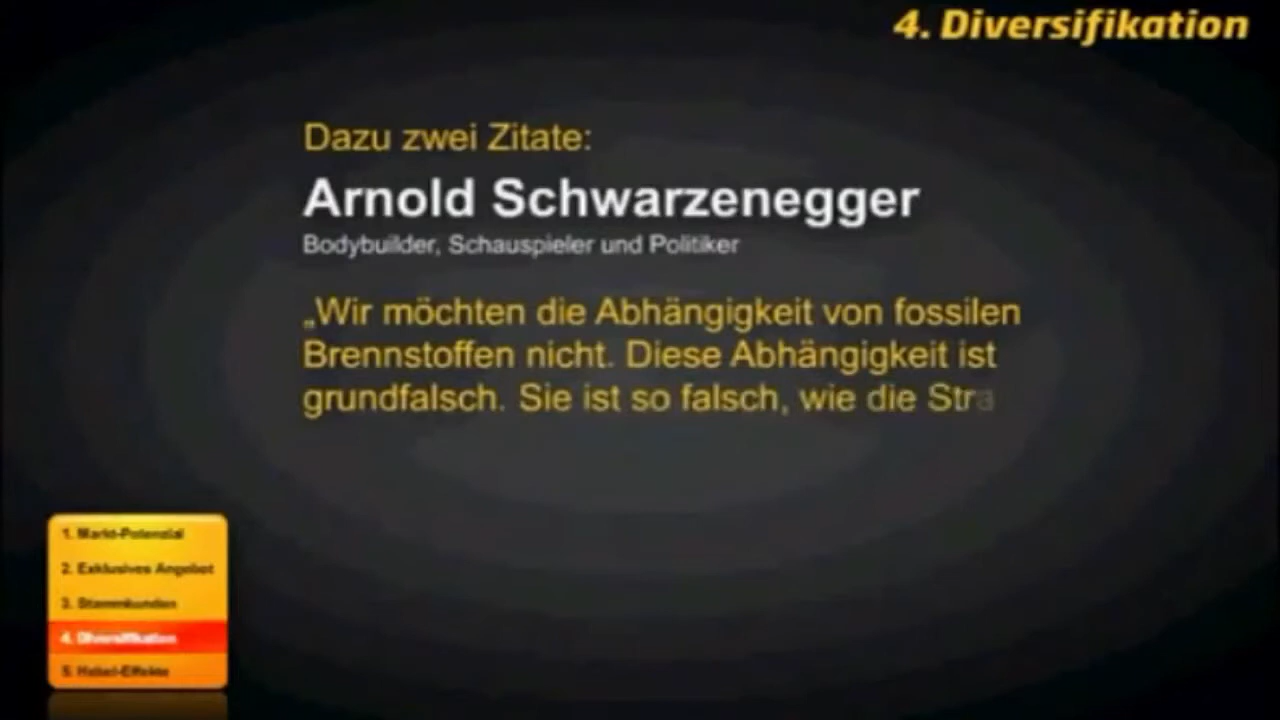 4. Diversifikation
Dazu zwei Zitate:
Arnold Schwarzenegger
Bodybuilder, Schauspieler und Politiker
„Wir möchten die Abhängigkeit von fossilen
Brennstoffen nicht. Diese Abhängigkeit ist
grundfalsch. Sie ist so falsch, wie die Stra
1. Markt-Potenzial
2. Exklusives Angebot
3. Stammkunden
4. Diversifikation
5. Hebel-Effekte